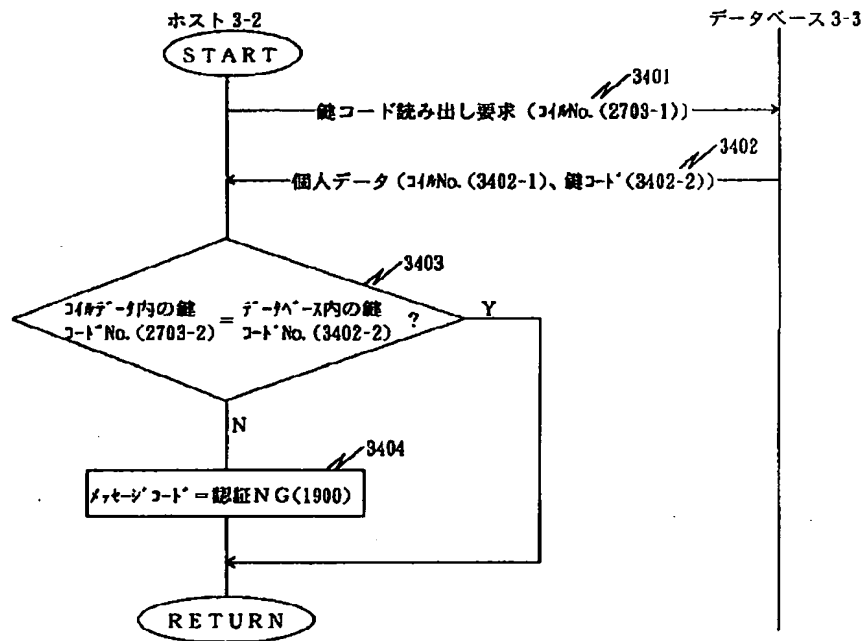 ホスト 3-2
データベース 3-3
START
3401
鍵コード読み出し要求 (ｺｲﾙNo. (2703-1))
3402
個人データ (ｺｲﾙNo. (3402-1)、鍵ｺｰﾄﾞ(3402-2))
3403
ｺｲﾙﾃﾞｰﾀ内の鍵
ｺｰﾄﾞNo. (2703-2)
=
ﾃﾞｰﾀﾍﾞｰｽ内の鍵
ｺｰﾄﾞNo. (3402-2)
?
Y
N
3404
ﾒｯｾｰｼﾞｺｰﾄﾞ=認証NG(1900)
RETURN